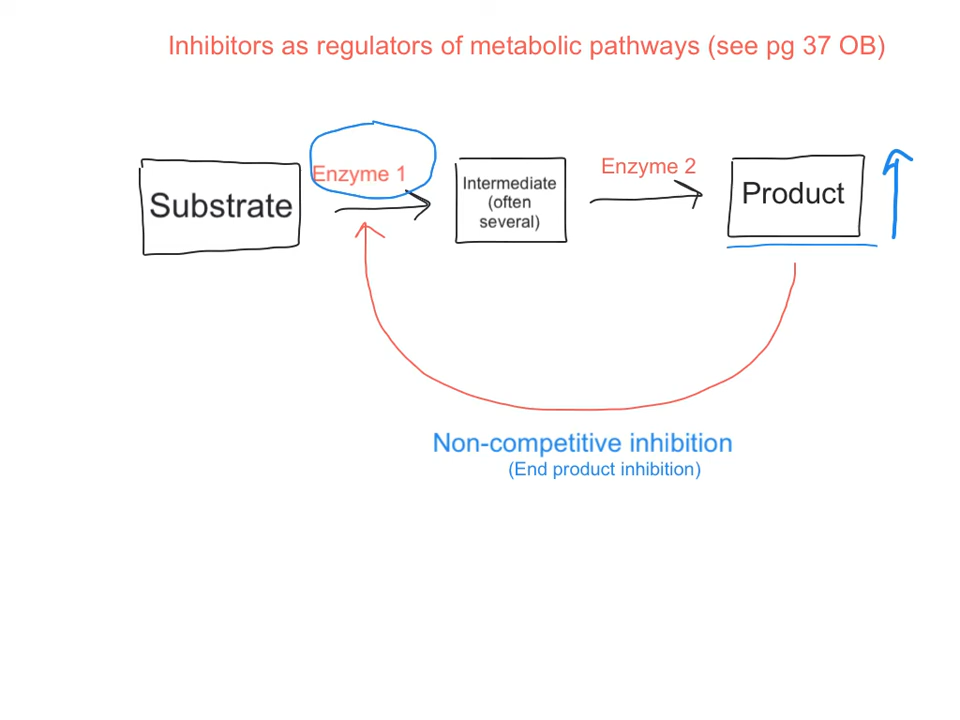 Inhibitors as regulators of metabolic pathways (see pg 37 OB)
Substrate
Enzyme 1
Intermediate
(often
several)
Enzyme 2
Product
Non-competitive inhibition
(End product inhibition)